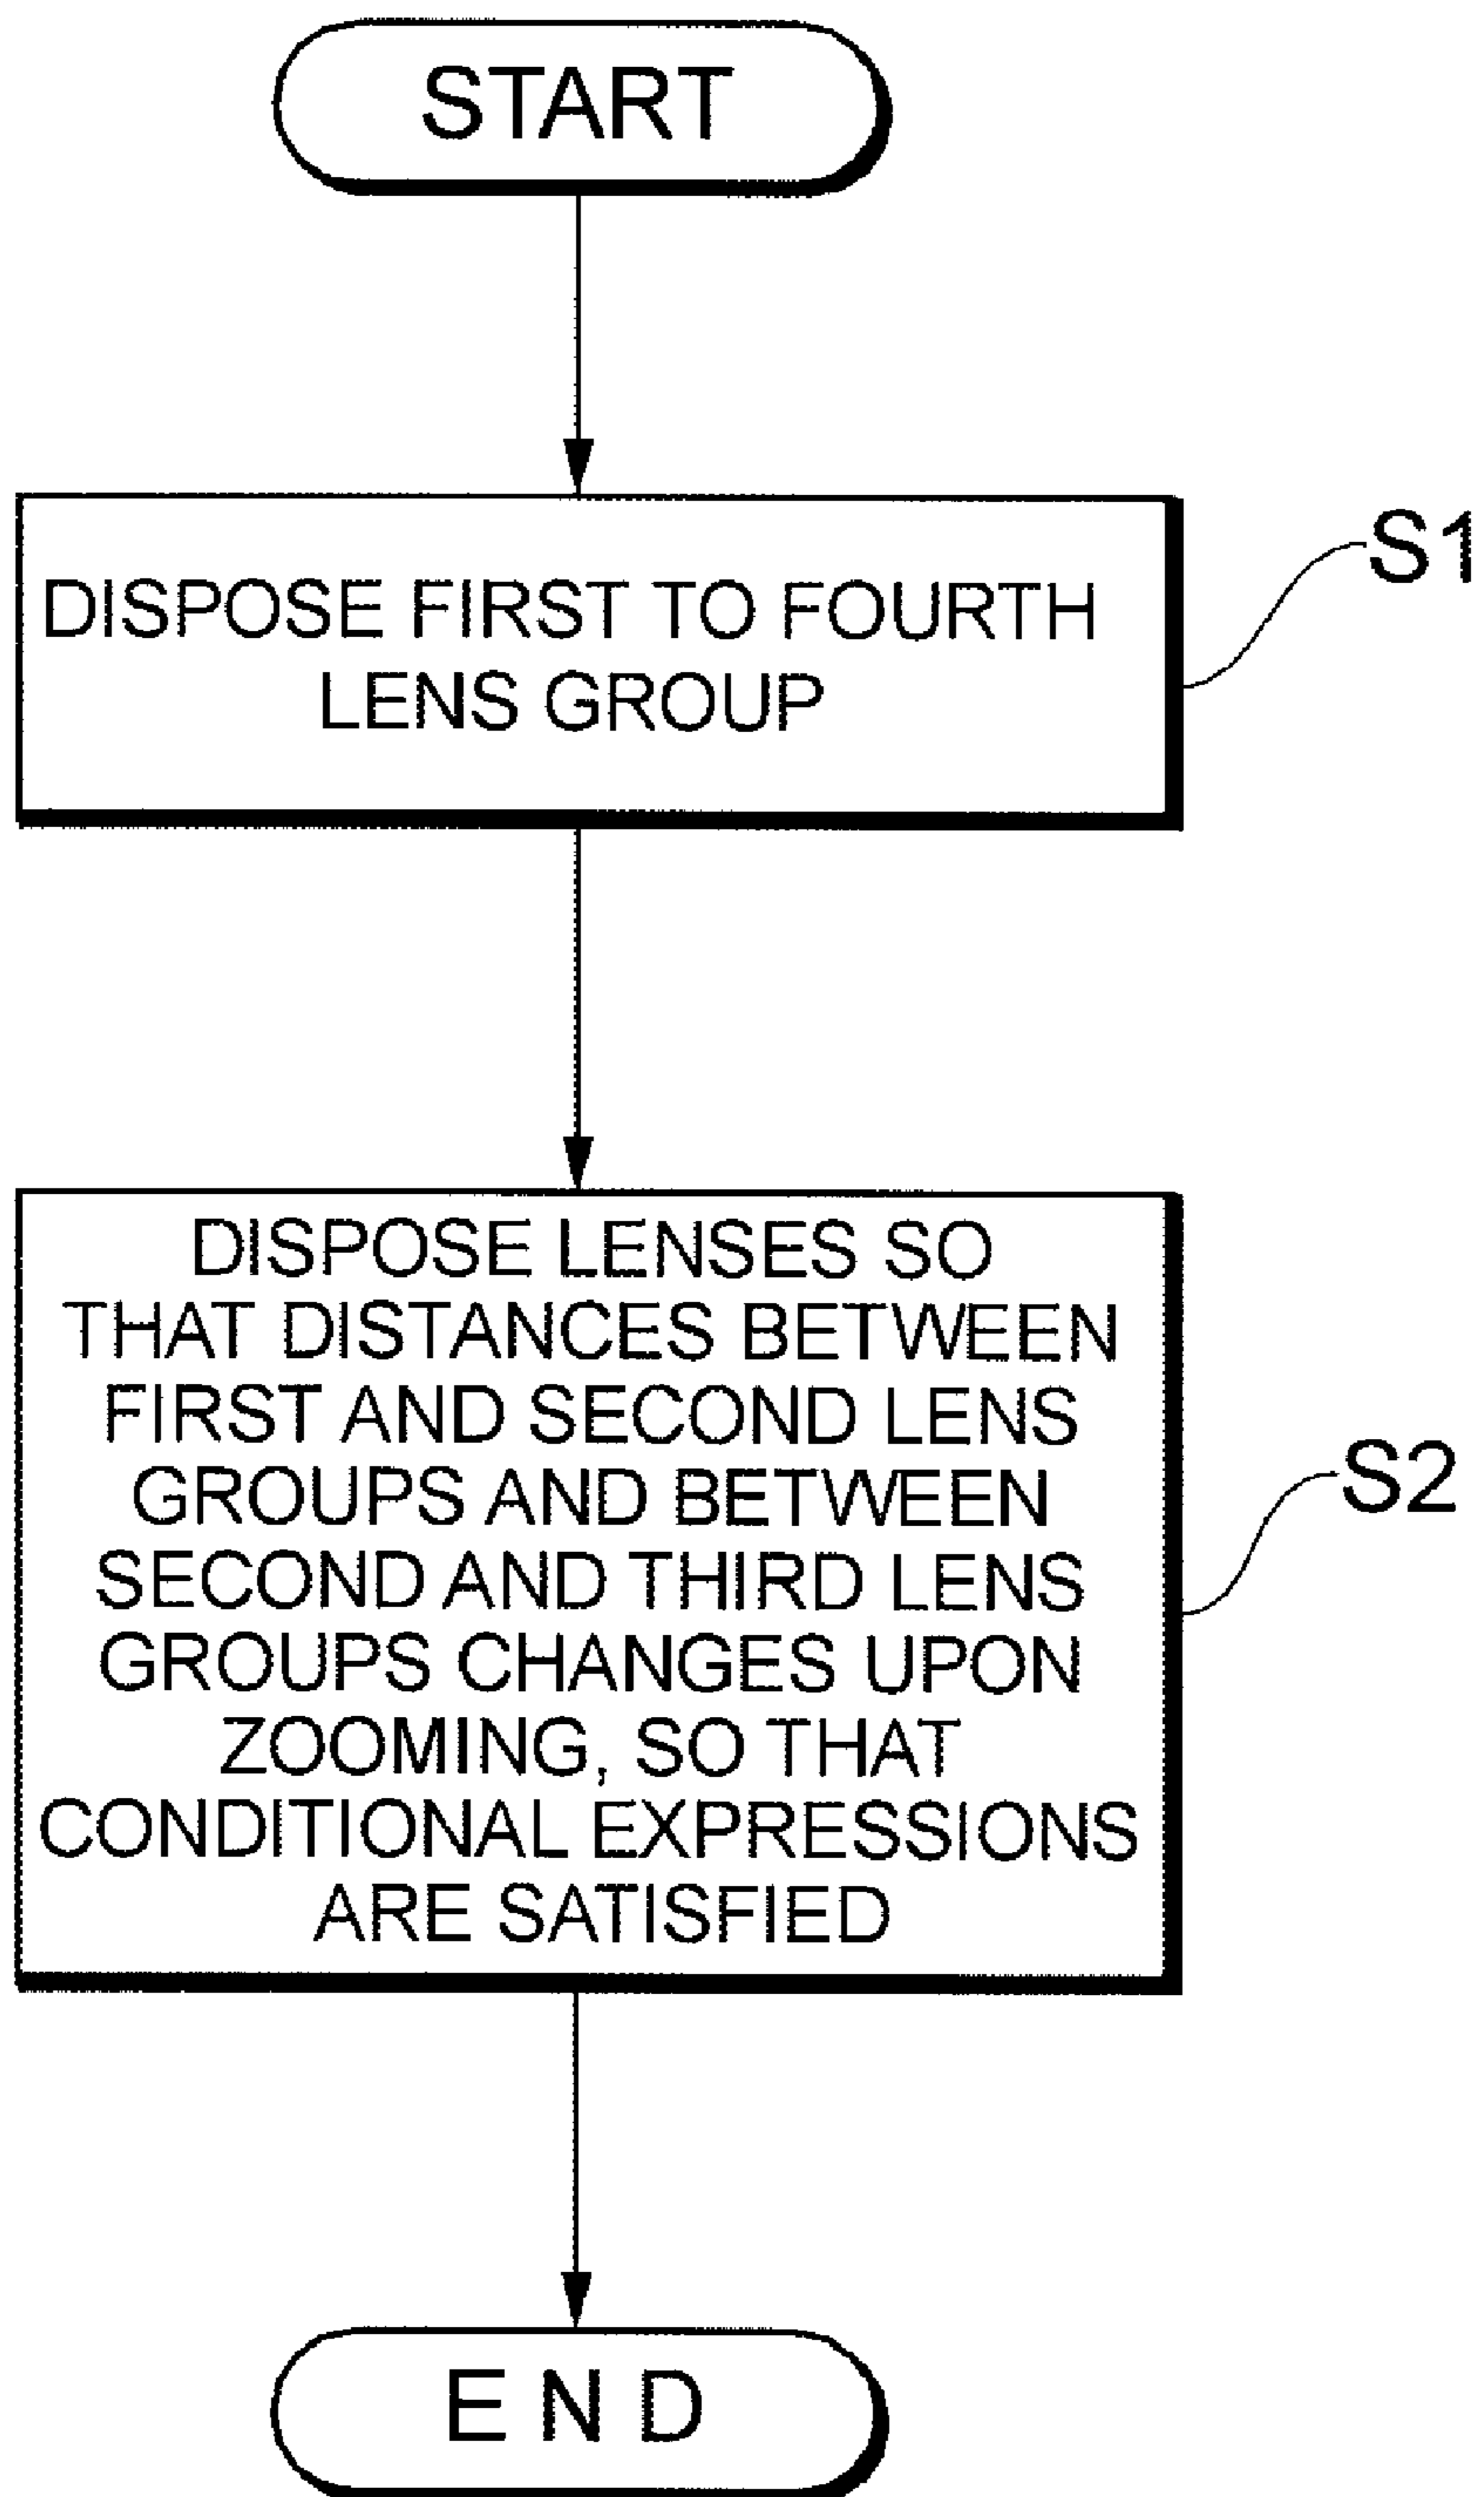 START
DISPOSE FIRST TO FOURTH
LENS GROUP
S1
DISPOSE LENSES SO
THAT DISTANCES BETWEEN
FIRST AND SECOND LENS
GROUPS AND BETWEEN
SECOND AND THIRD LENS
GROUPS CHANGES UPON
ZOOMING, SO THAT
CONDITIONAL EXPRESSIONS
ARE SATISFIED
S2
END